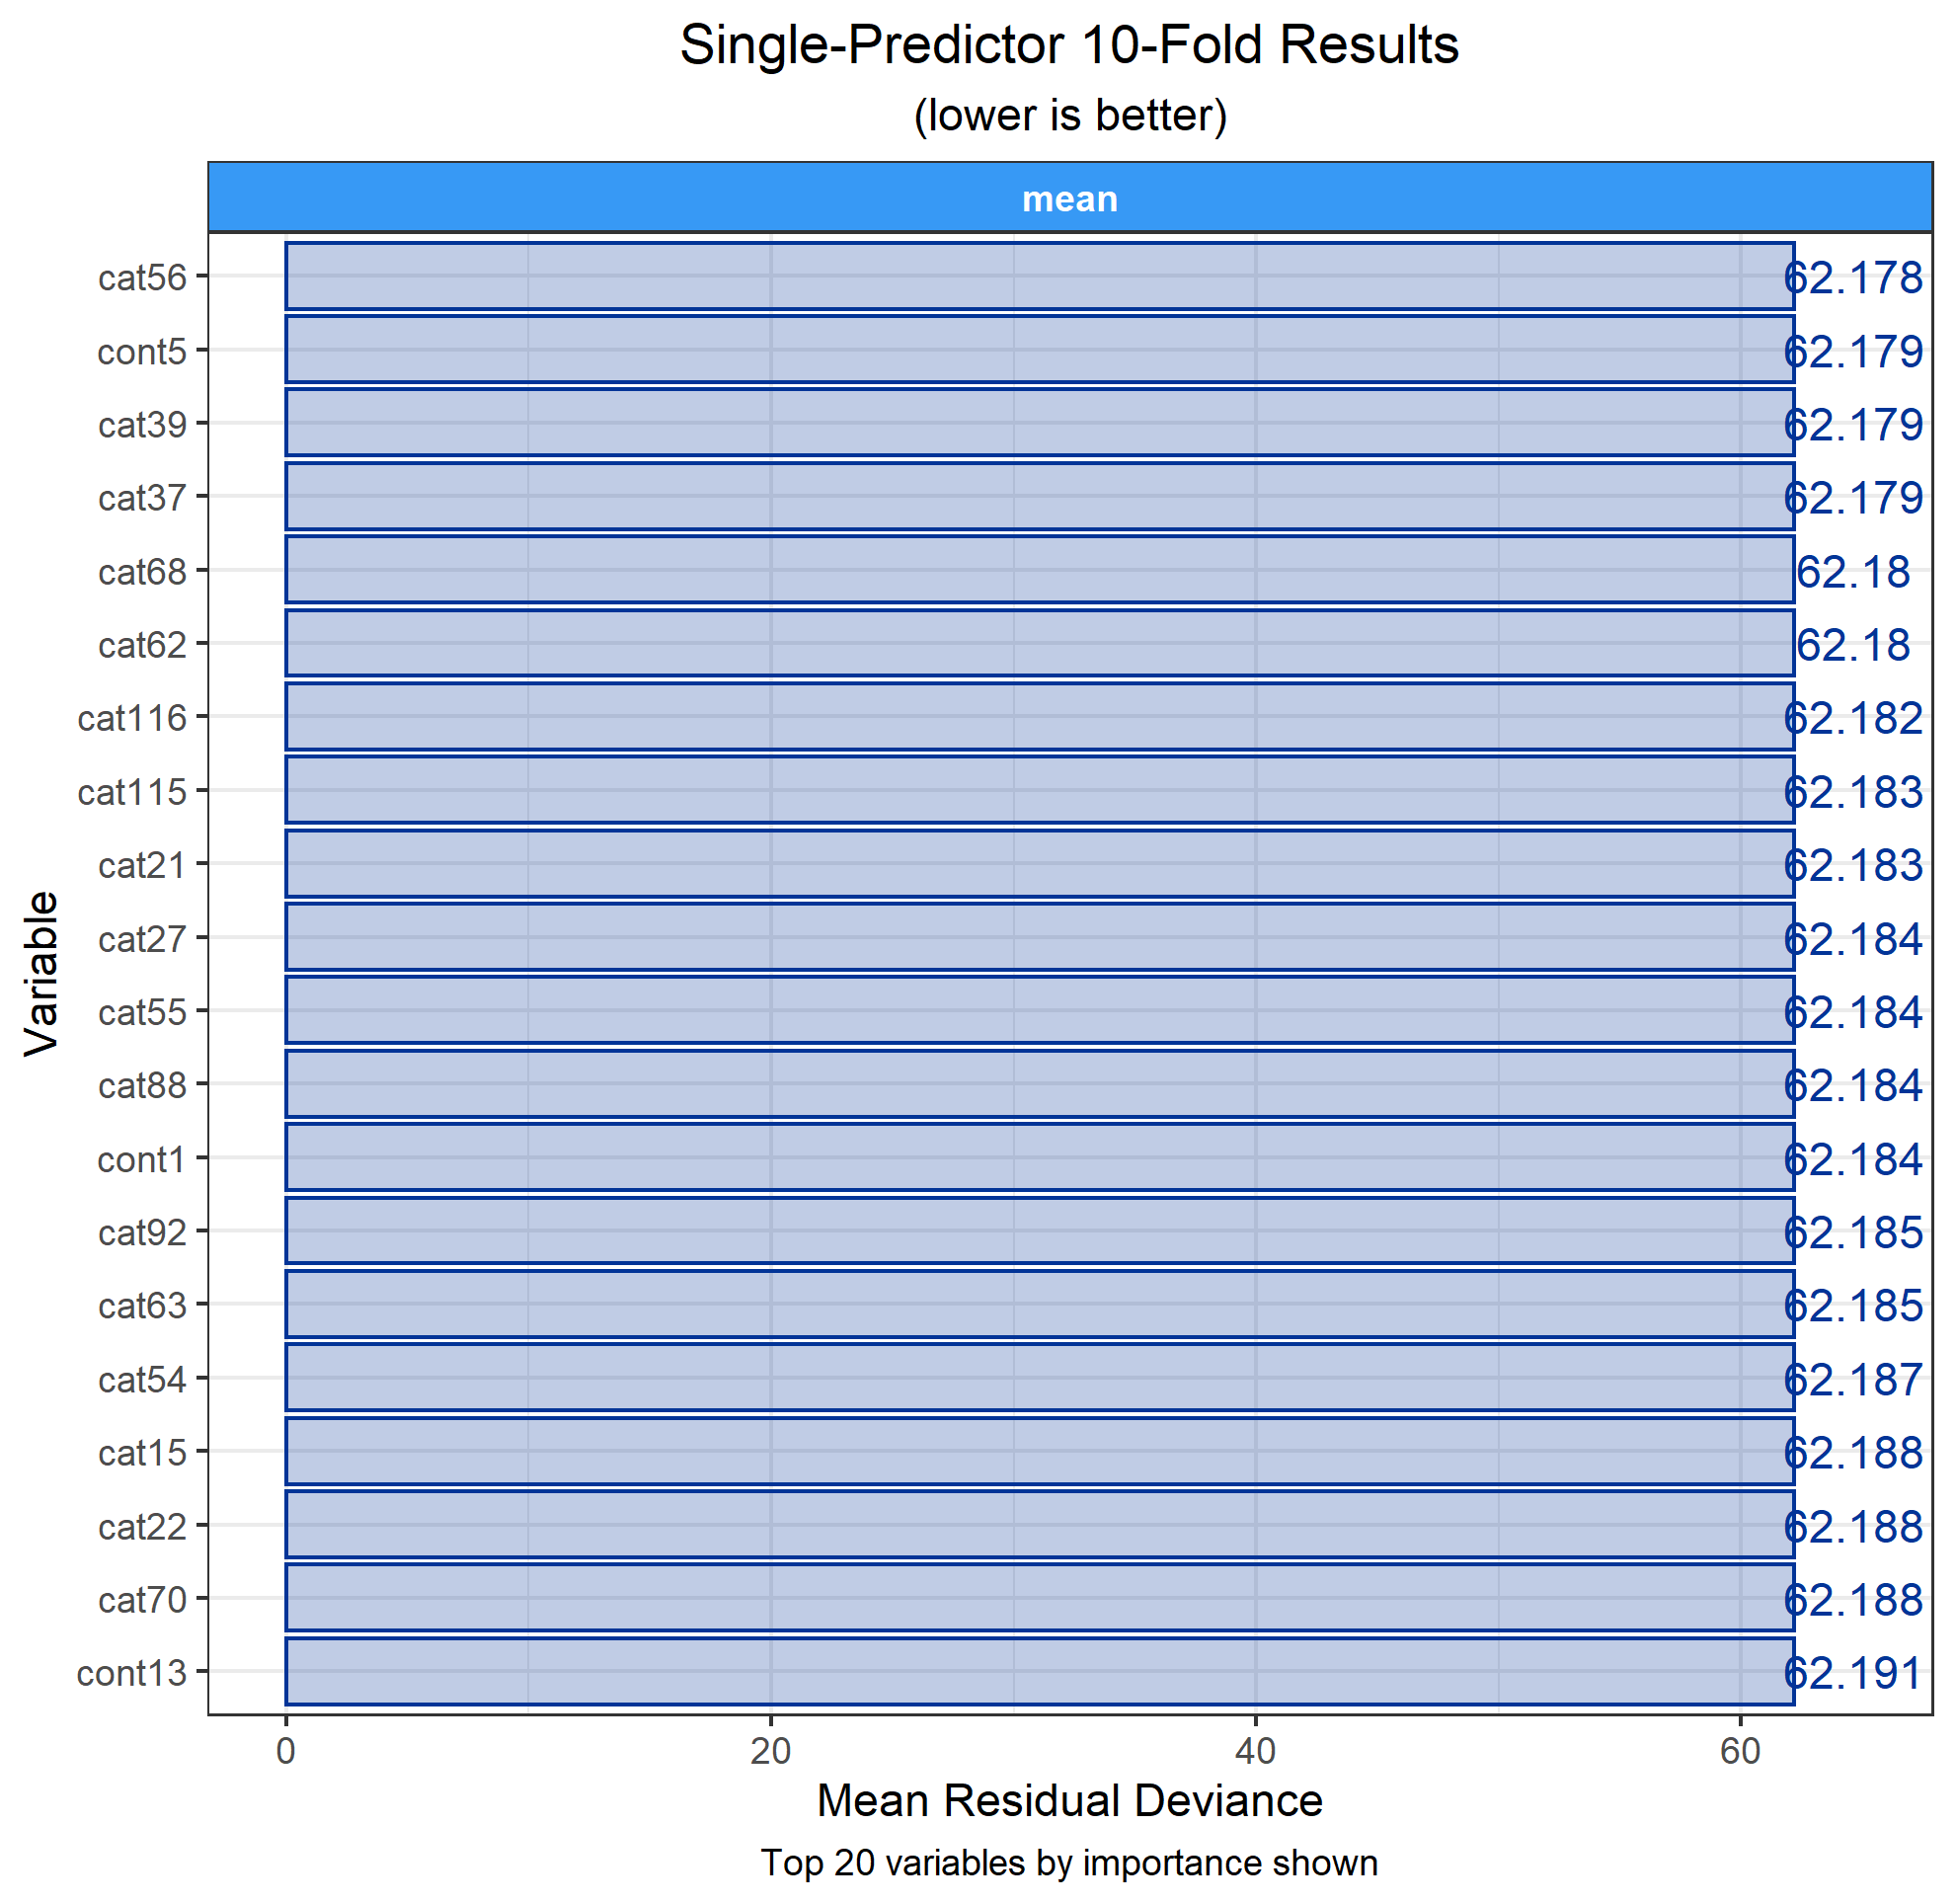 Single-Predictor 10-Fold Results
(lower is better)
mean
cat56 62.178
cont5 62.179
cat39 62.179
cat37 62.179
cat68 62.18
cat62 62.18
cat116 62.182
cat115 62.183
cat21 62.183
cat27 62.184
cat55 62.184
cat88 62.184
cont1 62.184
cat92 62.185
cat63 62.185
cat54 62.187
cat15 62.188
cat22 62.188
cat70 62.188
cont13 62.191
Variable
0 20 40 60
Mean Residual Deviance
Top 20 variables by importance shown